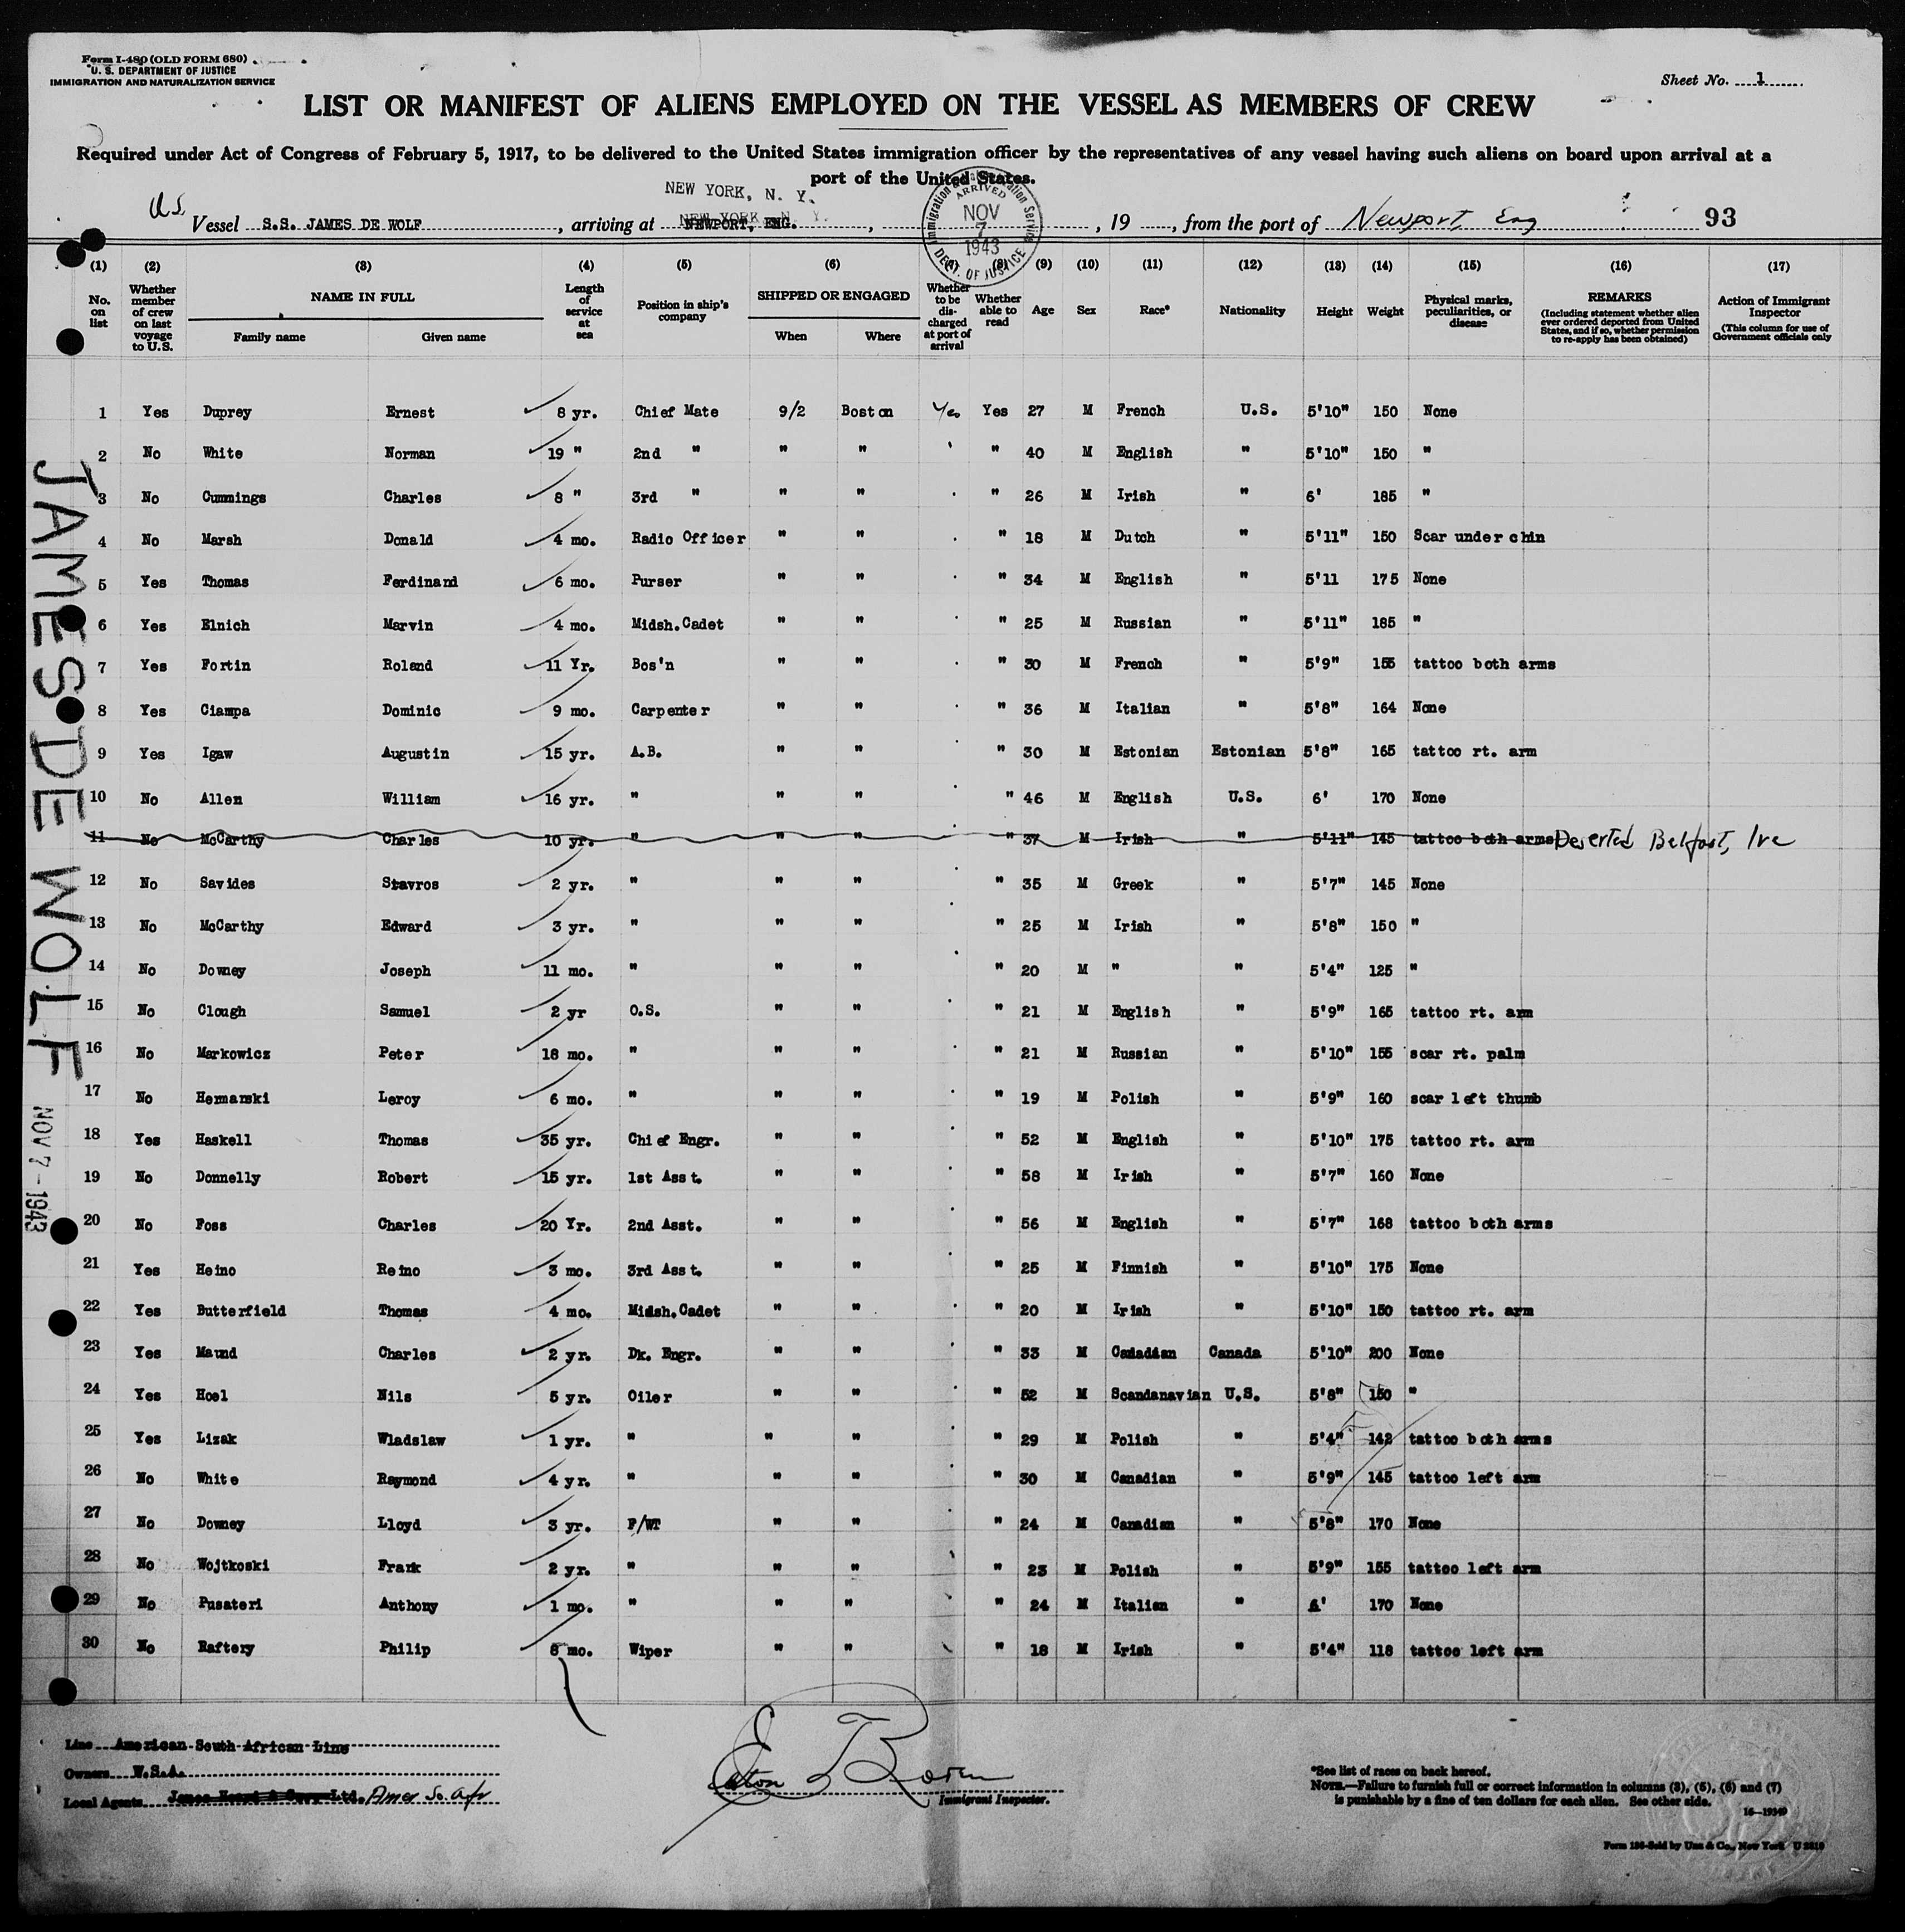 Form I-480 (OLD FORM 680)
U. S. DEPARTMENT OF JUSTICE
IMMIGRATION AND NATURALIZATION SERVICE
Sheet No. 1
LIST OR MANIFEST OF ALIENS EMPLOYED ON THE VESSEL AS MEMBERS OF CREW
Required under Act of Congress of February 5, 1917, to be delivered to the United States immigration officer by the representatives of any vessel having such aliens on board upon arrival at a
port of the United States.
NEW YORK, N. Y.
U.S. Vessel S.S. JAMES DE WOLF, arriving at NEWPORT, ENG. NEW YORK, N. Y., 19 , from the port of Newport, Eng 93
Immigration Service ARRIVED NOV 7 1943 DEPT. OF JUSTICE
(1) (2) (3) (4) (5) (6) (8) (9) (10) (11) (12) (13) (14) (15) (16) (17)
No. on list Whether member of crew on last voyage to U.S. NAME IN FULL Family name Given name Length of service at sea Position in ship's company SHIPPED OR ENGAGED When Where Whether to be discharged at port of arrival Whether able to read Age Sex Race* Nationality Height Weight Physical marks, peculiarities, or disease REMARKS (Including statement whether alien ever ordered deported from United States, and if so, whether permission to re-apply has been obtained) Action of Immigrant Inspector (This column for use of Government officials only
1 Yes Duprey Ernest 8 yr. Chief Mate 9/2 Boston Yes Yes 27 M French U.S. 5'10" 150 None
2 No White Norman 19 " 2nd " " " " 40 M English " 5'10" 150 "
3 No Cummings Charles 8 " 3rd " " " " 26 M Irish " 6' 185 "
4 No Marsh Donald 4 mo. Radio Officer " " " 18 M Dutch " 5'11" 150 Scar under chin
5 Yes Thomas Ferdinand 6 mo. Purser " " " 34 M English " 5'11 175 None
6 Yes Elnich Marvin 4 mo. Midsh.Cadet " " " 25 M Russian " 5'11" 185 "
7 Yes Fortin Roland 11 Yr. Bos'n " " " 30 M French " 5'9" 155 tattoo both arms
8 Yes Ciampa Dominic 9 mo. Carpenter " " " 36 M Italian " 5'8" 164 None
9 Yes Igaw Augustin 15 yr. A.B. " " " 30 M Estonian Estonian 5'8" 165 tattoo rt. arm
10 No Allen William 16 yr. " " " " 46 M English U.S. 6' 170 None
11 No McCarthy Charles 10 yr. " " " " 37 M Irish " 5'11" 145 tattoo both arms Deserted Belfast, Ire
12 No Savides Stavros 2 yr. " " " " 35 M Greek " 5'7" 145 None
13 No McCarthy Edward 3 yr. " " " " 25 M Irish " 5'8" 150 "
14 No Downey Joseph 11 mo. " " " " 20 M " " 5'4" 125 "
15 No Clough Samuel 2 yr O.S. " " " 21 M English " 5'9" 165 tattoo rt. arm
16 No Markowicz Peter 18 mo. " " " " 21 M Russian " 5'10" 155 scar rt. palm
17 No Hemarski Leroy 6 mo. " " " " 19 M Polish " 5'9" 160 scar left thumb
18 Yes Haskell Thomas 35 yr. Chief Engr. " " " 52 M English " 5'10" 175 tattoo rt. arm
19 No Donnelly Robert 15 yr. 1st Asst. " " " 58 M Irish " 5'7" 160 None
20 No Foss Charles 20 Yr. 2nd Asst. " " " 56 M English " 5'7" 168 tattoo both arms
21 Yes Heino Reino 3 mo. 3rd Asst. " " " 25 M Finnish " 5'10" 175 None
22 Yes Butterfield Thomas 4 mo. Midsh.Cadet " " " 20 M Irish " 5'10" 150 tattoo rt. arm
23 Yes Maund Charles 2 yr. Dk. Engr. " " " 33 M Canadian Canada 5'10" 200 None
24 Yes Hoel Nils 5 yr. Oiler " " " 52 M Scandanavian U.S. 5'8" 150 "
25 Yes Lizak Wladslaw 1 yr. " " " " 29 M Polish " 5'4" 142 tattoo both arms
26 No White Raymond 4 yr. " " " " 30 M Canadian " 5'9" 145 tattoo left arm
27 No Downey Lloyd 3 yr. F/WT " " " 24 M Canadian " 5'8" 170 None
28 No Wojtkoski Frank 2 yr. " " " " 23 M Polish " 5'9" 155 tattoo left arm
29 No Pusateri Anthony 1 mo. " " " " 24 M Italian " 6' 170 None
30 No Raftery Philip 8 mo. Wiper " " " 18 M Irish " 5'4" 118 tattoo left arm
JAMES DE WOLF
NOV 7 - 1943
Line American South African Line
Owners W.S.A.
Local Agents Ltd. Amer So. Afr
Immigrant Inspector.
*See list of races on back hereof.
NOTE.—Failure to furnish full or correct information in columns (3), (5), (6) and (7)
is punishable by a fine of ten dollars for each alien. See other side.
16—19340
Form 126-Sold by Unz & Co., New York U 2810